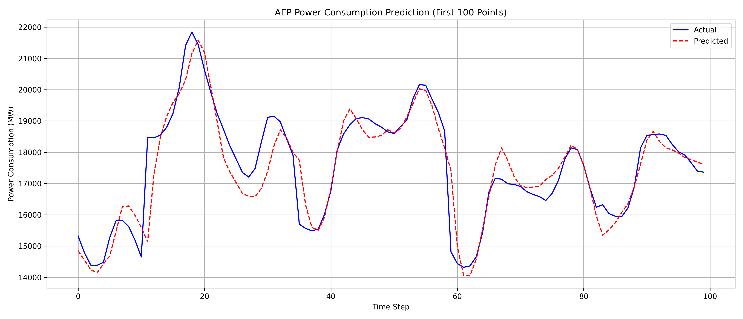 AEP Power Consumption Prediction (First 100 Points)
Actual
Predicted
Power Consumption (MW)
22000
21000
20000
19000
18000
17000
16000
15000
14000
0 20 40 60 80 100
Time Step